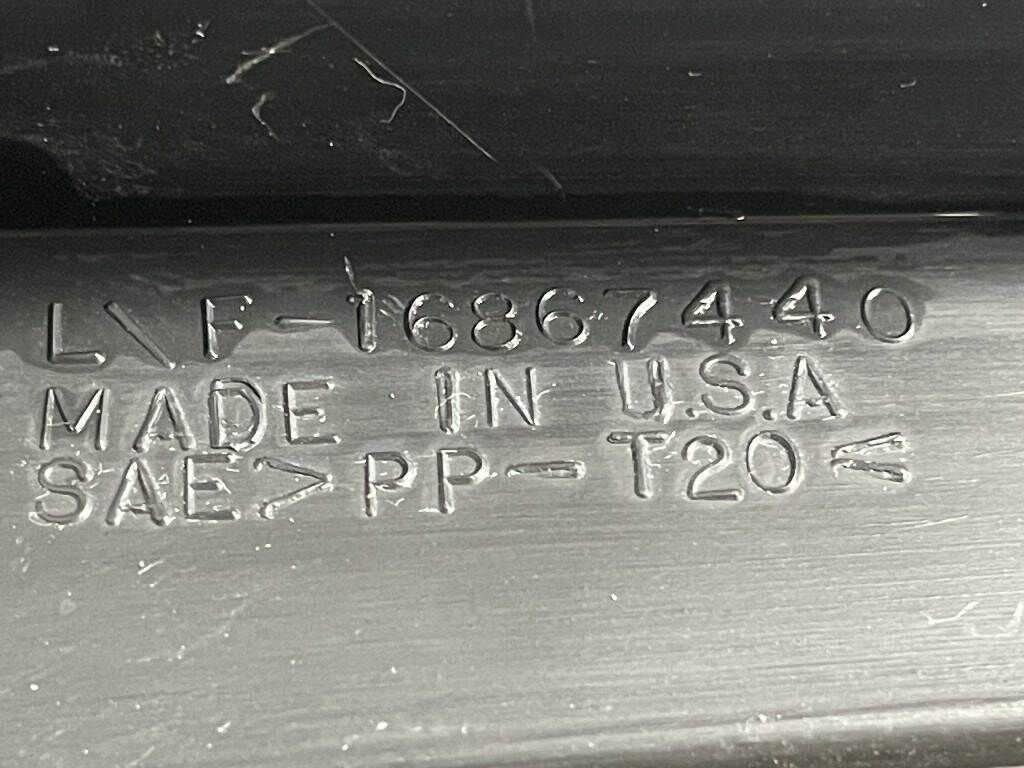 L\F-16867440
MADE IN U.S.A
SAE>PP-T20<